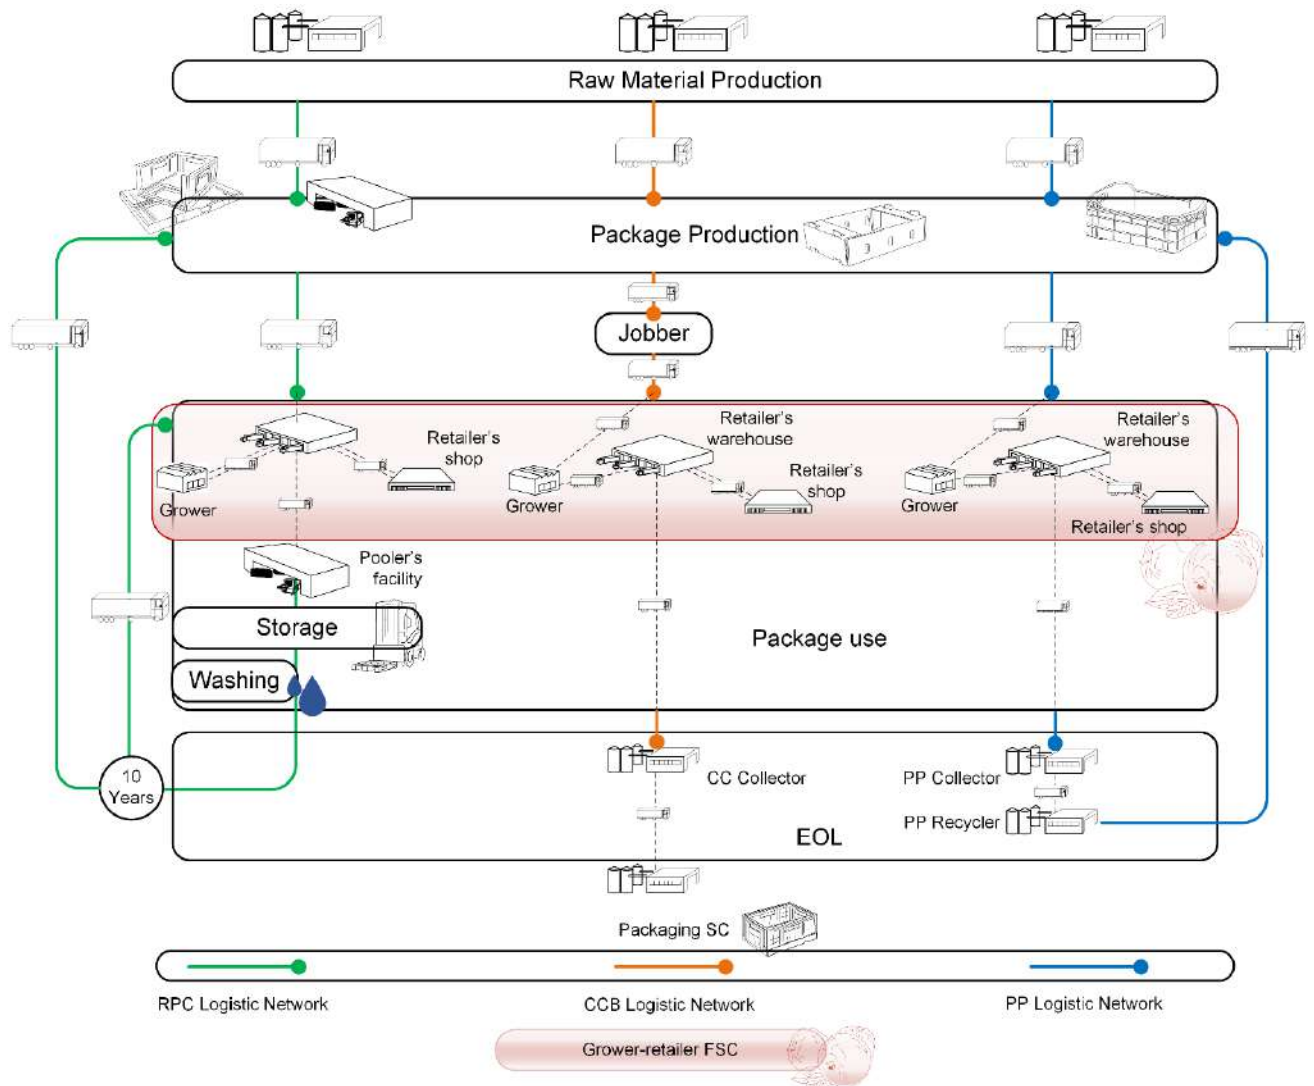 Raw Material Production
Package Production
Jobber
Retailer's
shop
Grower
Retailer's
warehouse
Retailer's
shop
Grower
Retailer's
warehouse
Grower
Retailer's shop
Pooler's
facility
Storage
Package use
Washing
10
Years
CC Collector
PP Collector
PP Recycler
EOL
Packaging SC
RPC Logistic Network
CCB Logistic Network
PP Logistic Network
Grower-retailer FSC